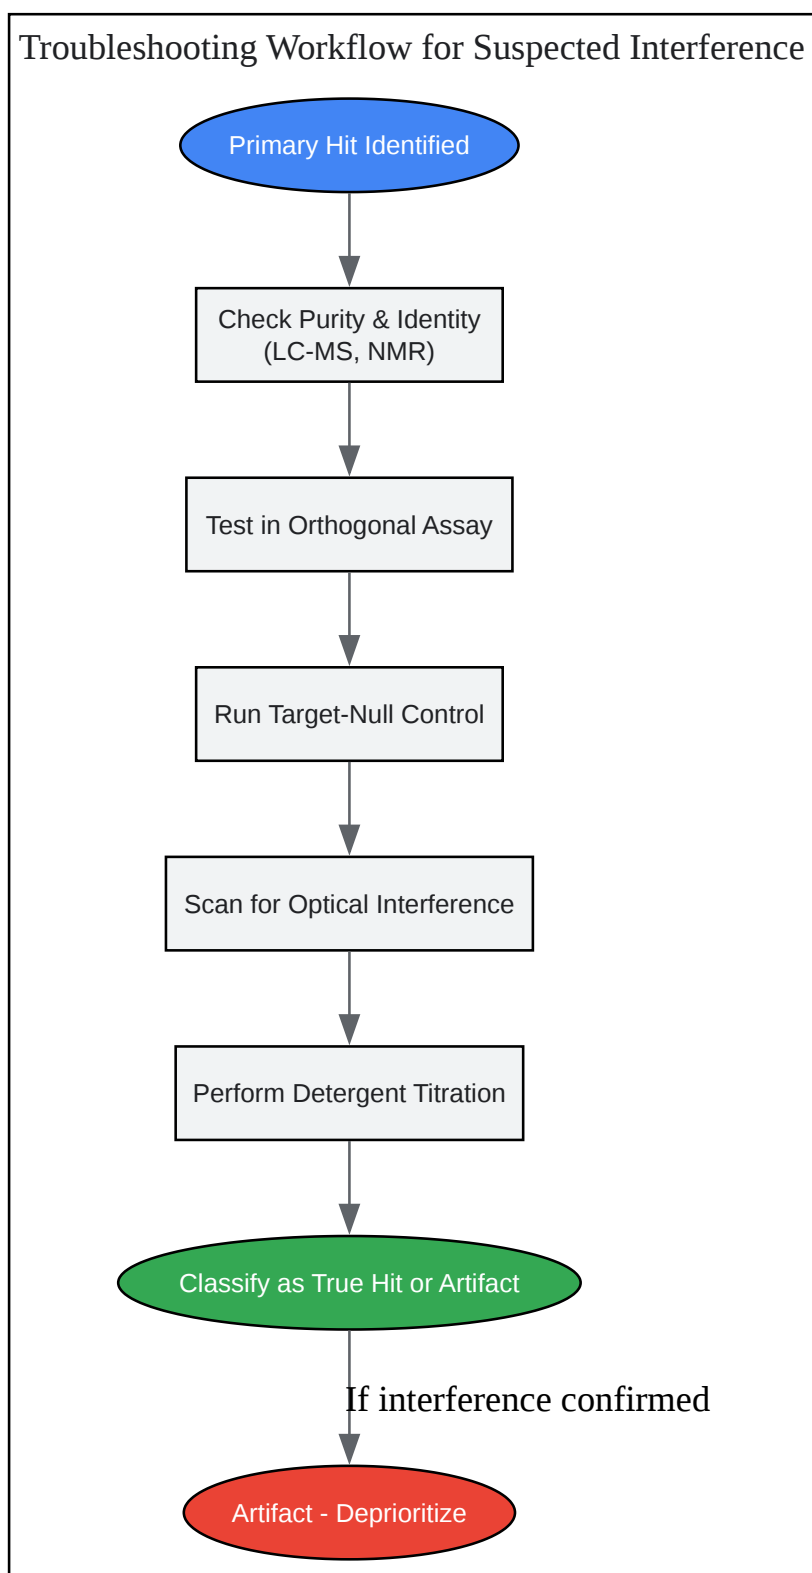 Troubleshooting Workflow for Suspected Interference
Primary Hit Identified
Check Purity & Identity
(LC-MS, NMR)
Test in Orthogonal Assay
Run Target-Null Control
Scan for Optical Interference
Perform Detergent Titration
Classify as True Hit or Artifact
If interference confirmed
Artifact - Deprioritize